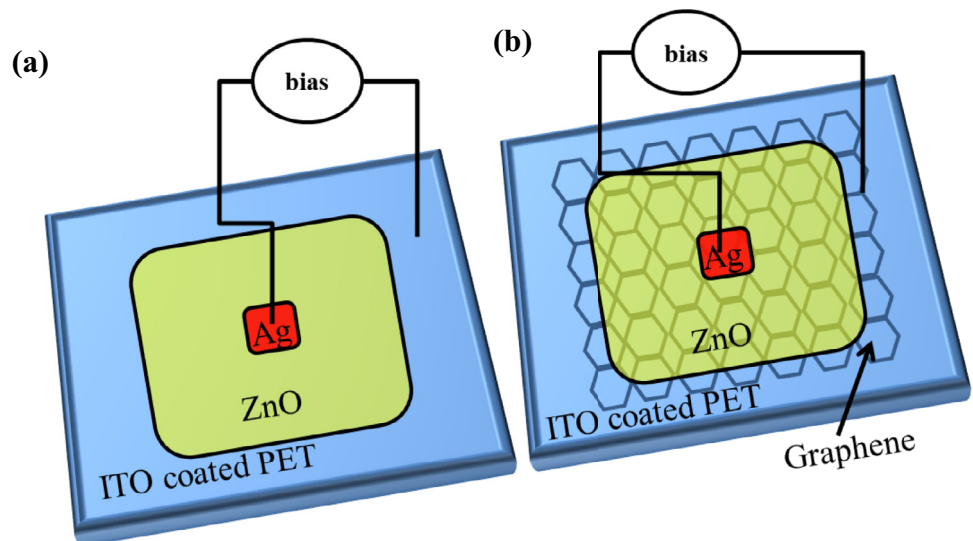 (a)
bias
Ag
ZnO
ITO coated PET
(b)
bias
Ag
ZnO
ITO coated PET
Graphene